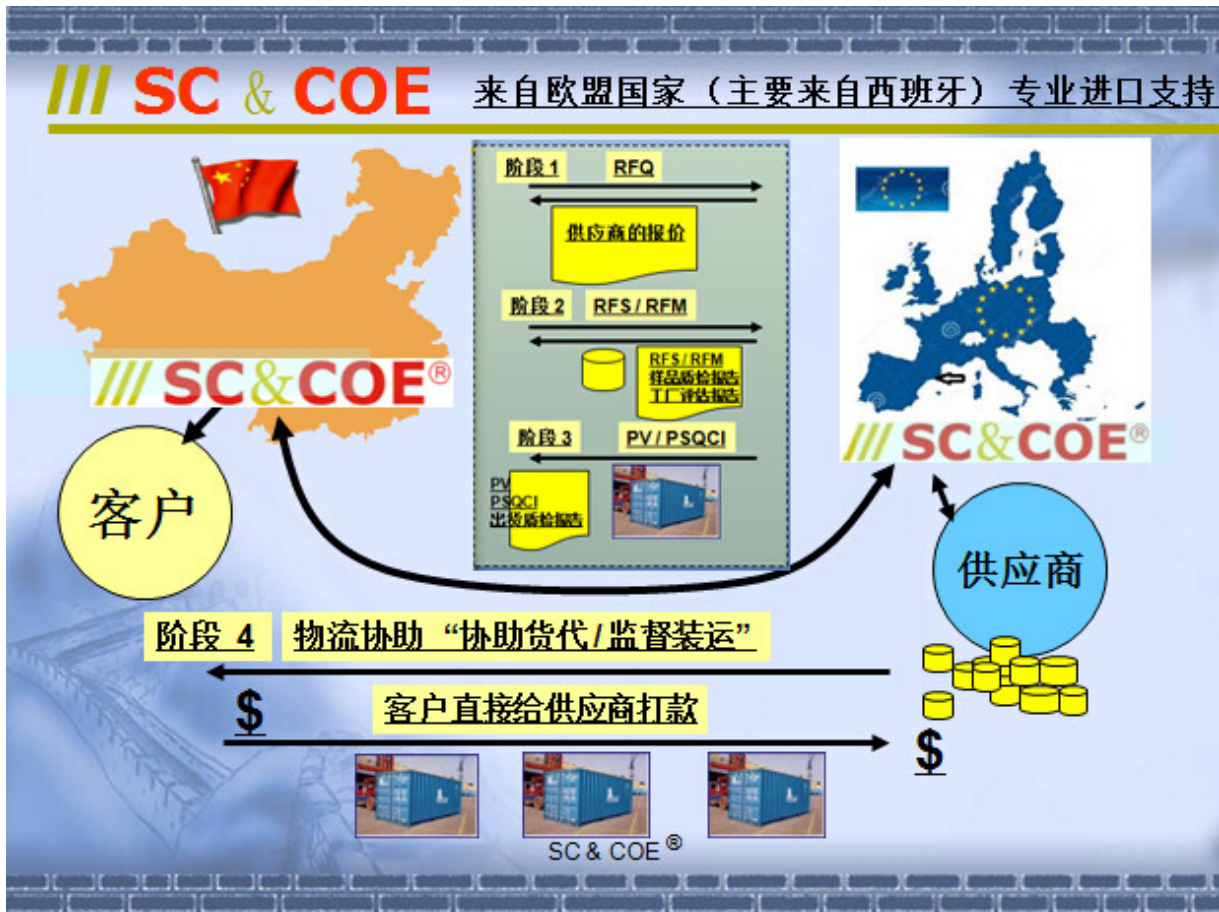 /// SC & COE 来自欧盟国家（主要来自西班牙） 专业进口支持
阶段 1 RFQ
供应商的报价
阶段 2 RFS / RFM
RFS / RFM
样品质检报告
工厂评估报告
/// SC&COE®
/// SC&COE®
阶段 3 PV / PSQCI
PV
PSQCI
出货质检报告
客户
供应商
阶段 4 物流协助 “协助货代 / 监督装运”
$ 客户直接给供应商打款
$
SC & COE ®